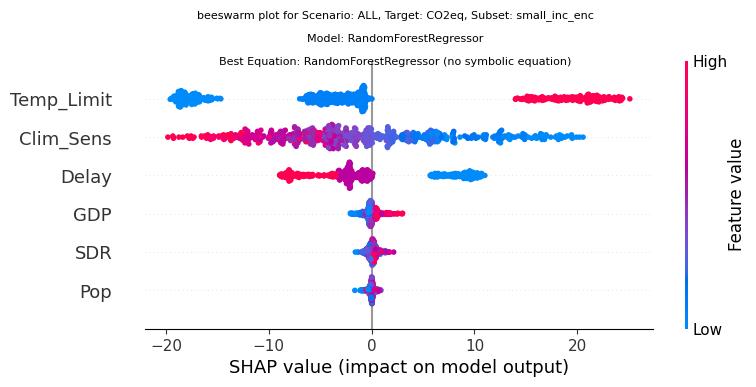 beeswarm plot for Scenario: ALL, Target: CO2eq, Subset: small_inc_enc
Model: RandomForestRegressor
Best Equation: RandomForestRegressor (no symbolic equation)
High
Temp_Limit
Clim_Sens
Delay
GDP
SDR
Pop
Feature value
Low
−20 −10 0 10 20
SHAP value (impact on model output)